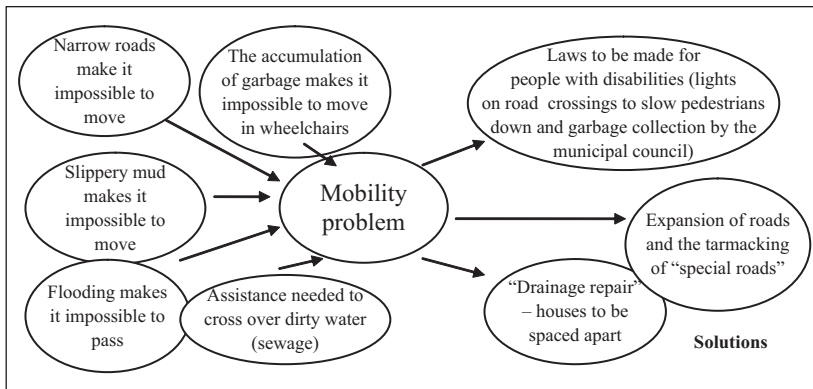 Narrow roads
make it
impossible to
move
The accumulation
of garbage makes it
impossible to move
in wheelchairs
Slippery mud
makes it
impossible to
move
Flooding makes
it impossible to
pass
Assistance needed to
cross over dirty water
(sewage)
Mobility
problem
Laws to be made for
people with disabilities (lights
on road crossings to slow pedestrians
down and garbage collection by the
municipal council)
Expansion of roads
and the tarmacking
of “special roads”
“Drainage repair”
– houses to be
spaced apart
Solutions